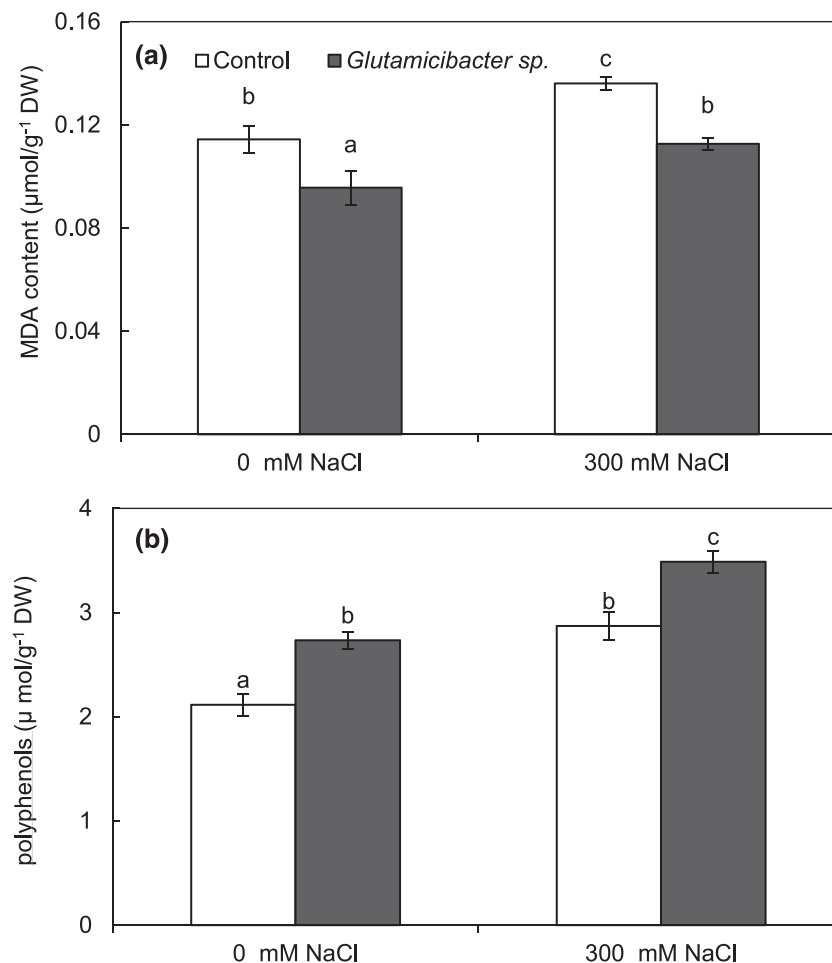 0.16
(a) Control Glutamicibacter sp.
c
b
b
a
0.12
0.08
0.04
0
MDA content (µmol/g⁻¹ DW)
0 mM NaCl 300 mM NaCl
4
(b)
c
b
b
a
3
2
1
0
polyphenols (µ mol/g⁻¹ DW)
0 mM NaCl 300 mM NaCl